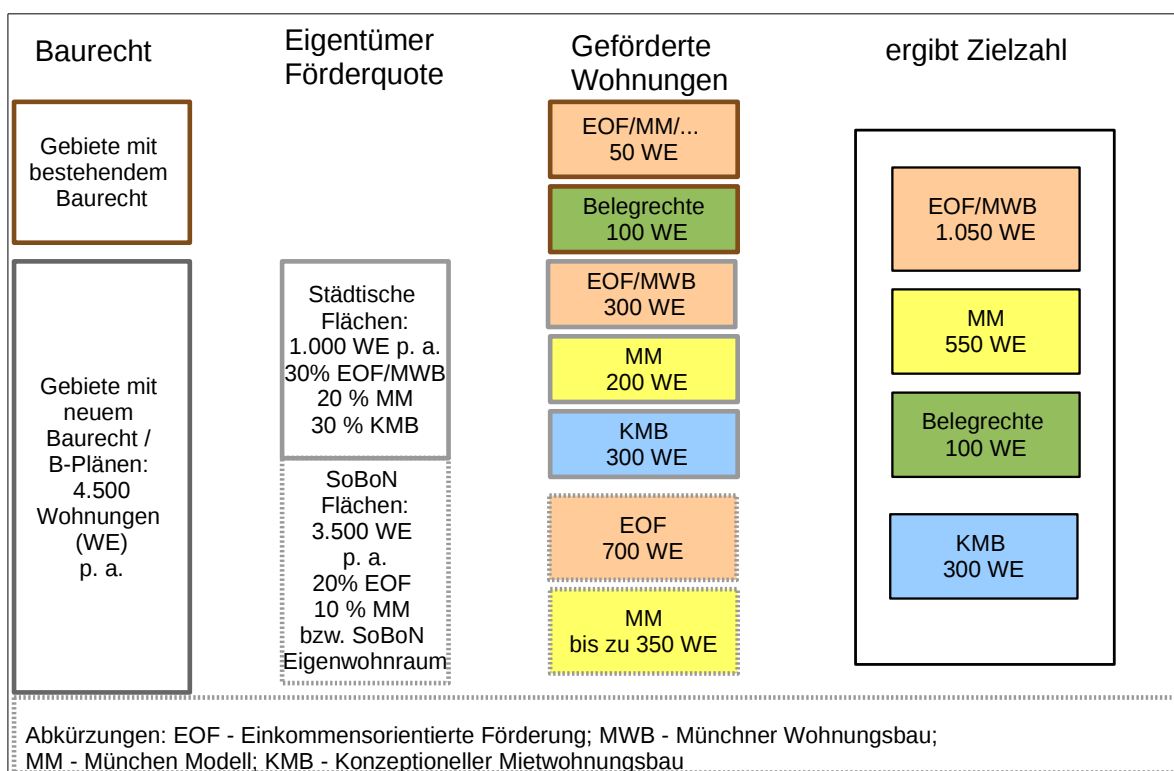 Baurecht
Eigentümer
Förderquote
Geförderte
Wohnungen
ergibt Zielzahl
Gebiete mit
bestehendem
Baurecht
Gebiete mit
neuem
Baurecht /
B-Plänen:
4.500
Wohnungen
(WE)
p. a.
Städtische
Flächen:
1.000 WE p. a.
30% EOF/MWB
20 % MM
30 % KMB
SoBoN
Flächen:
3.500 WE
p. a.
20% EOF
10 % MM
bzw. SoBoN
Eigenwohnraum
EOF/MM/...
50 WE
Belegrechte
100 WE
EOF/MWB
300 WE
MM
200 WE
KMB
300 WE
EOF
700 WE
MM
bis zu 350 WE
EOF/MWB
1.050 WE
MM
550 WE
Belegrechte
100 WE
KMB
300 WE
Abkürzungen: EOF - Einkommensorientierte Förderung; MWB - Münchner Wohnungsbau;
MM - München Modell; KMB - Konzeptioneller Mietwohnungsbau